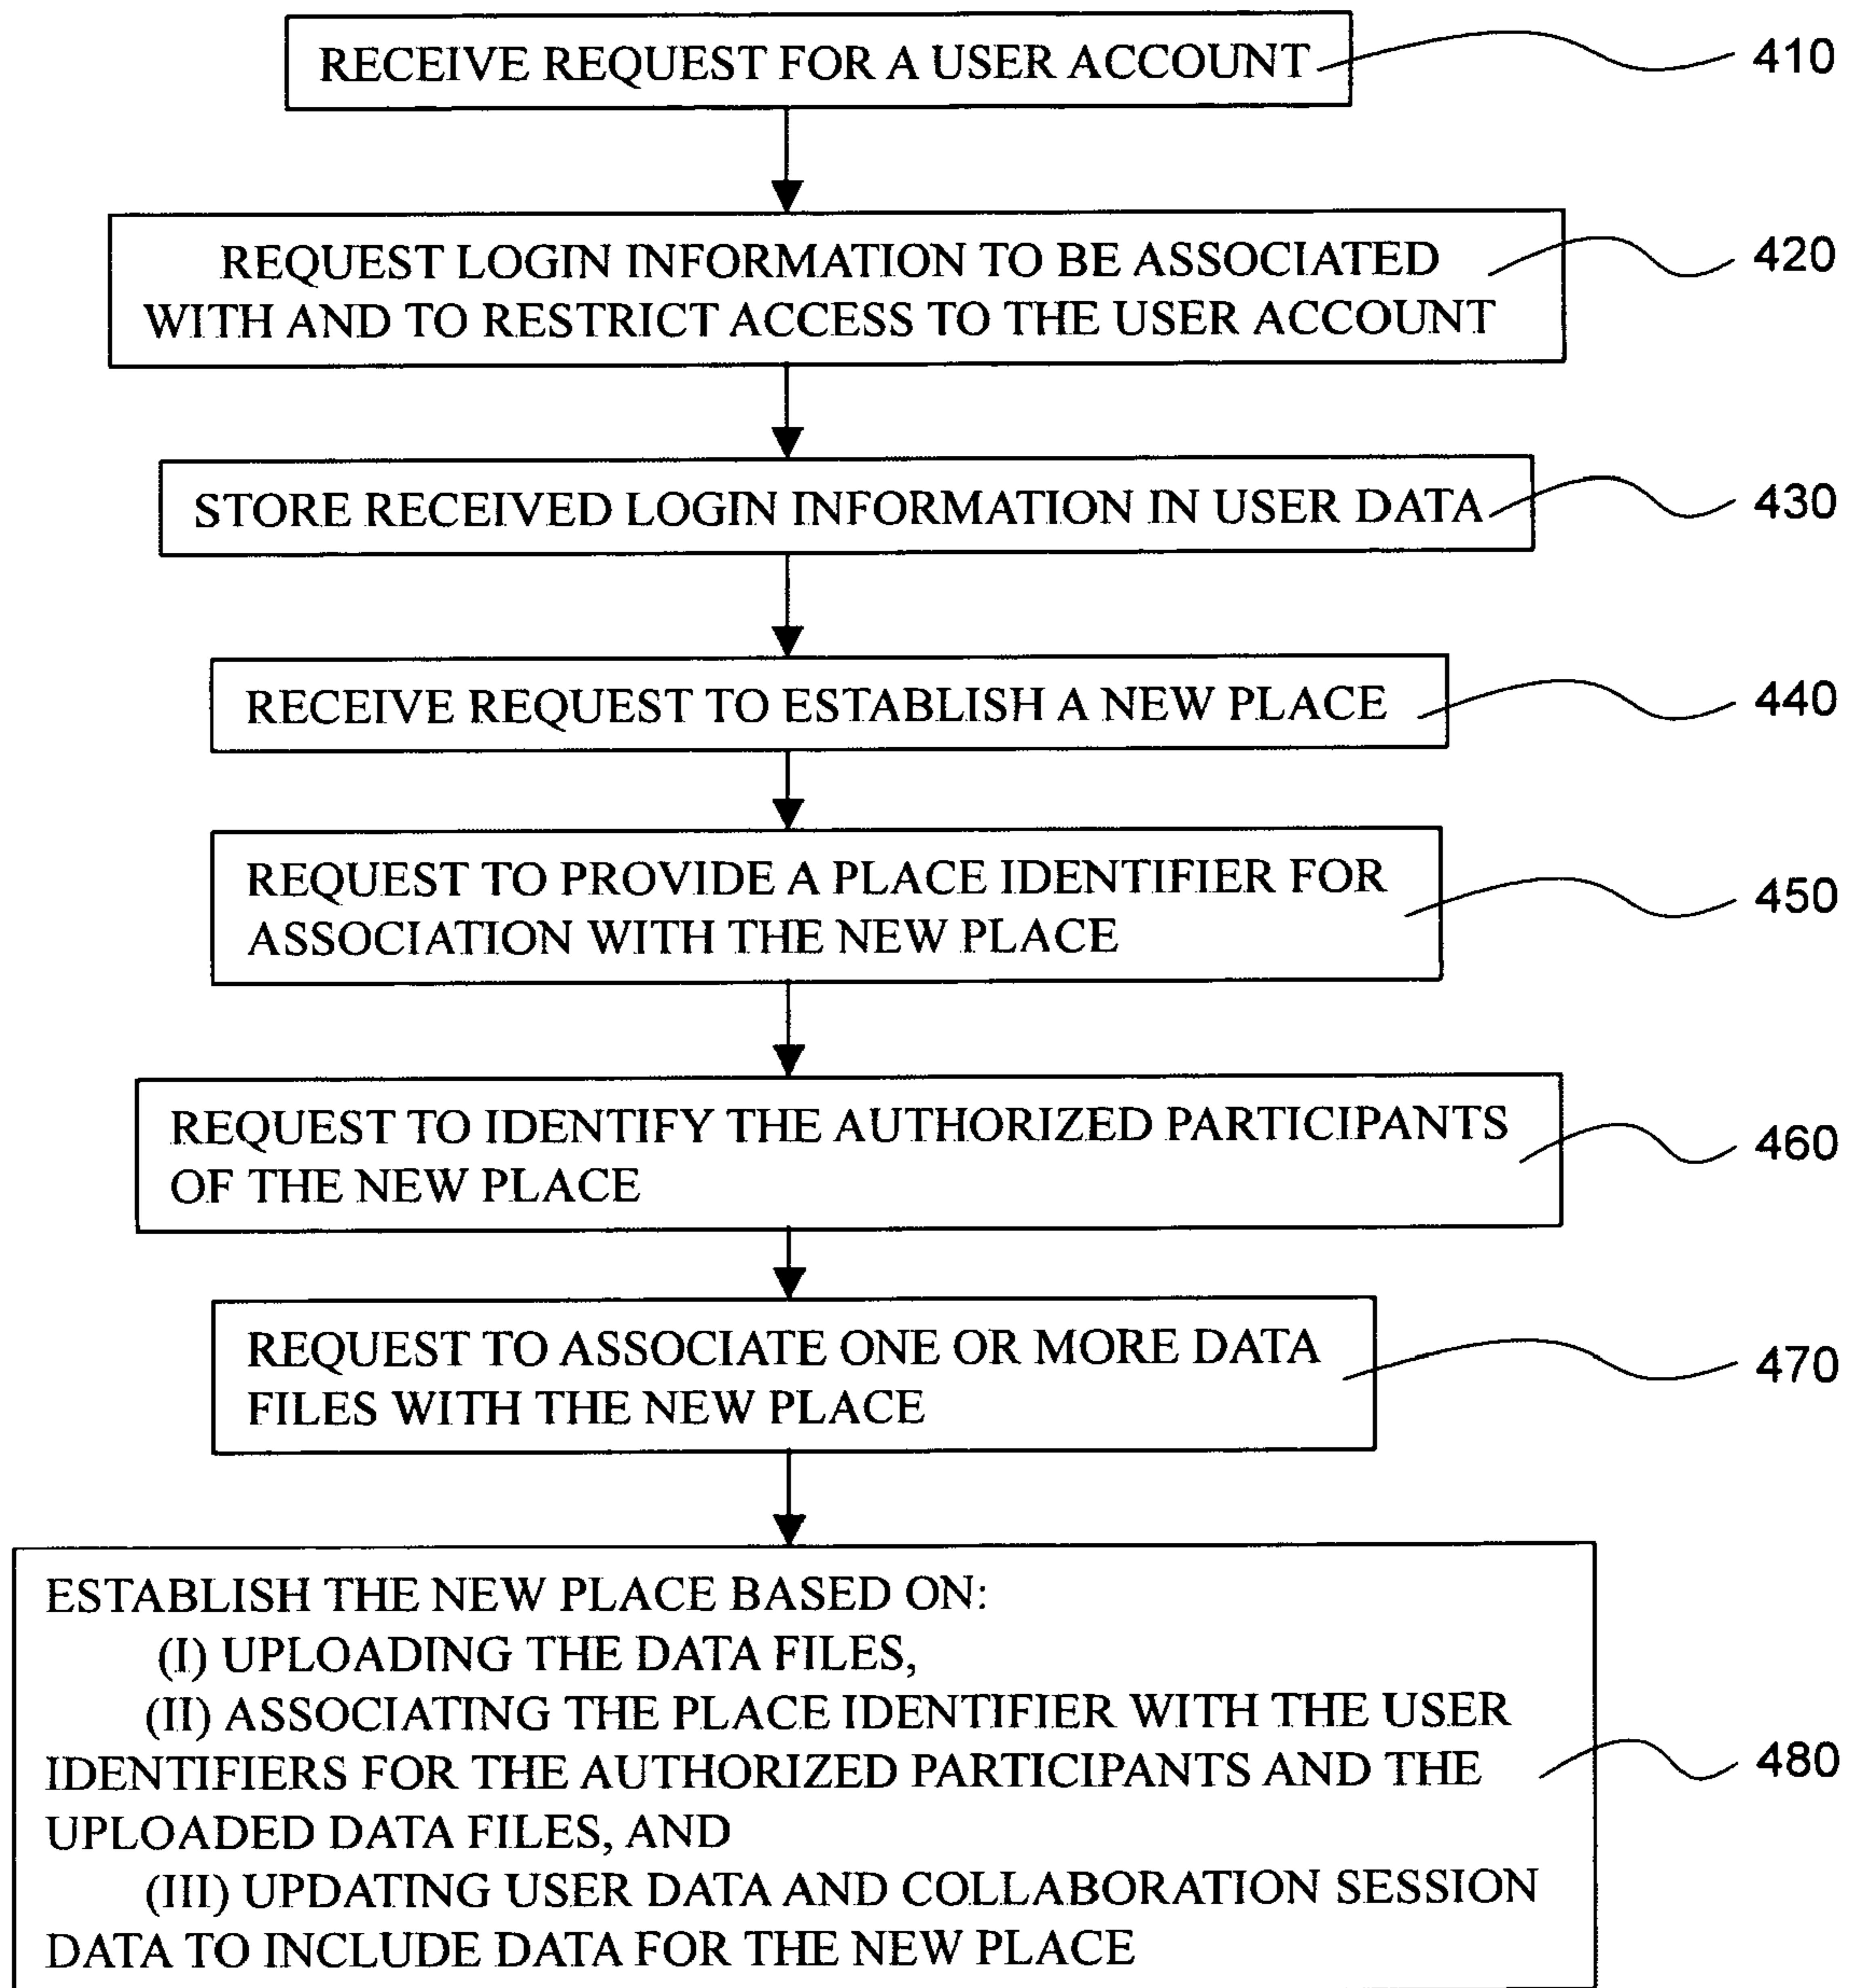 RECEIVE REQUEST FOR A USER ACCOUNT
410
REQUEST LOGIN INFORMATION TO BE ASSOCIATED
WITH AND TO RESTRICT ACCESS TO THE USER ACCOUNT
420
STORE RECEIVED LOGIN INFORMATION IN USER DATA
430
RECEIVE REQUEST TO ESTABLISH A NEW PLACE
440
REQUEST TO PROVIDE A PLACE IDENTIFIER FOR
ASSOCIATION WITH THE NEW PLACE
450
REQUEST TO IDENTIFY THE AUTHORIZED PARTICIPANTS
OF THE NEW PLACE
460
REQUEST TO ASSOCIATE ONE OR MORE DATA
FILES WITH THE NEW PLACE
470
ESTABLISH THE NEW PLACE BASED ON:
(I) UPLOADING THE DATA FILES,
(II) ASSOCIATING THE PLACE IDENTIFIER WITH THE USER
IDENTIFIERS FOR THE AUTHORIZED PARTICIPANTS AND THE
UPLOADED DATA FILES, AND
(III) UPDATING USER DATA AND COLLABORATION SESSION
DATA TO INCLUDE DATA FOR THE NEW PLACE
480